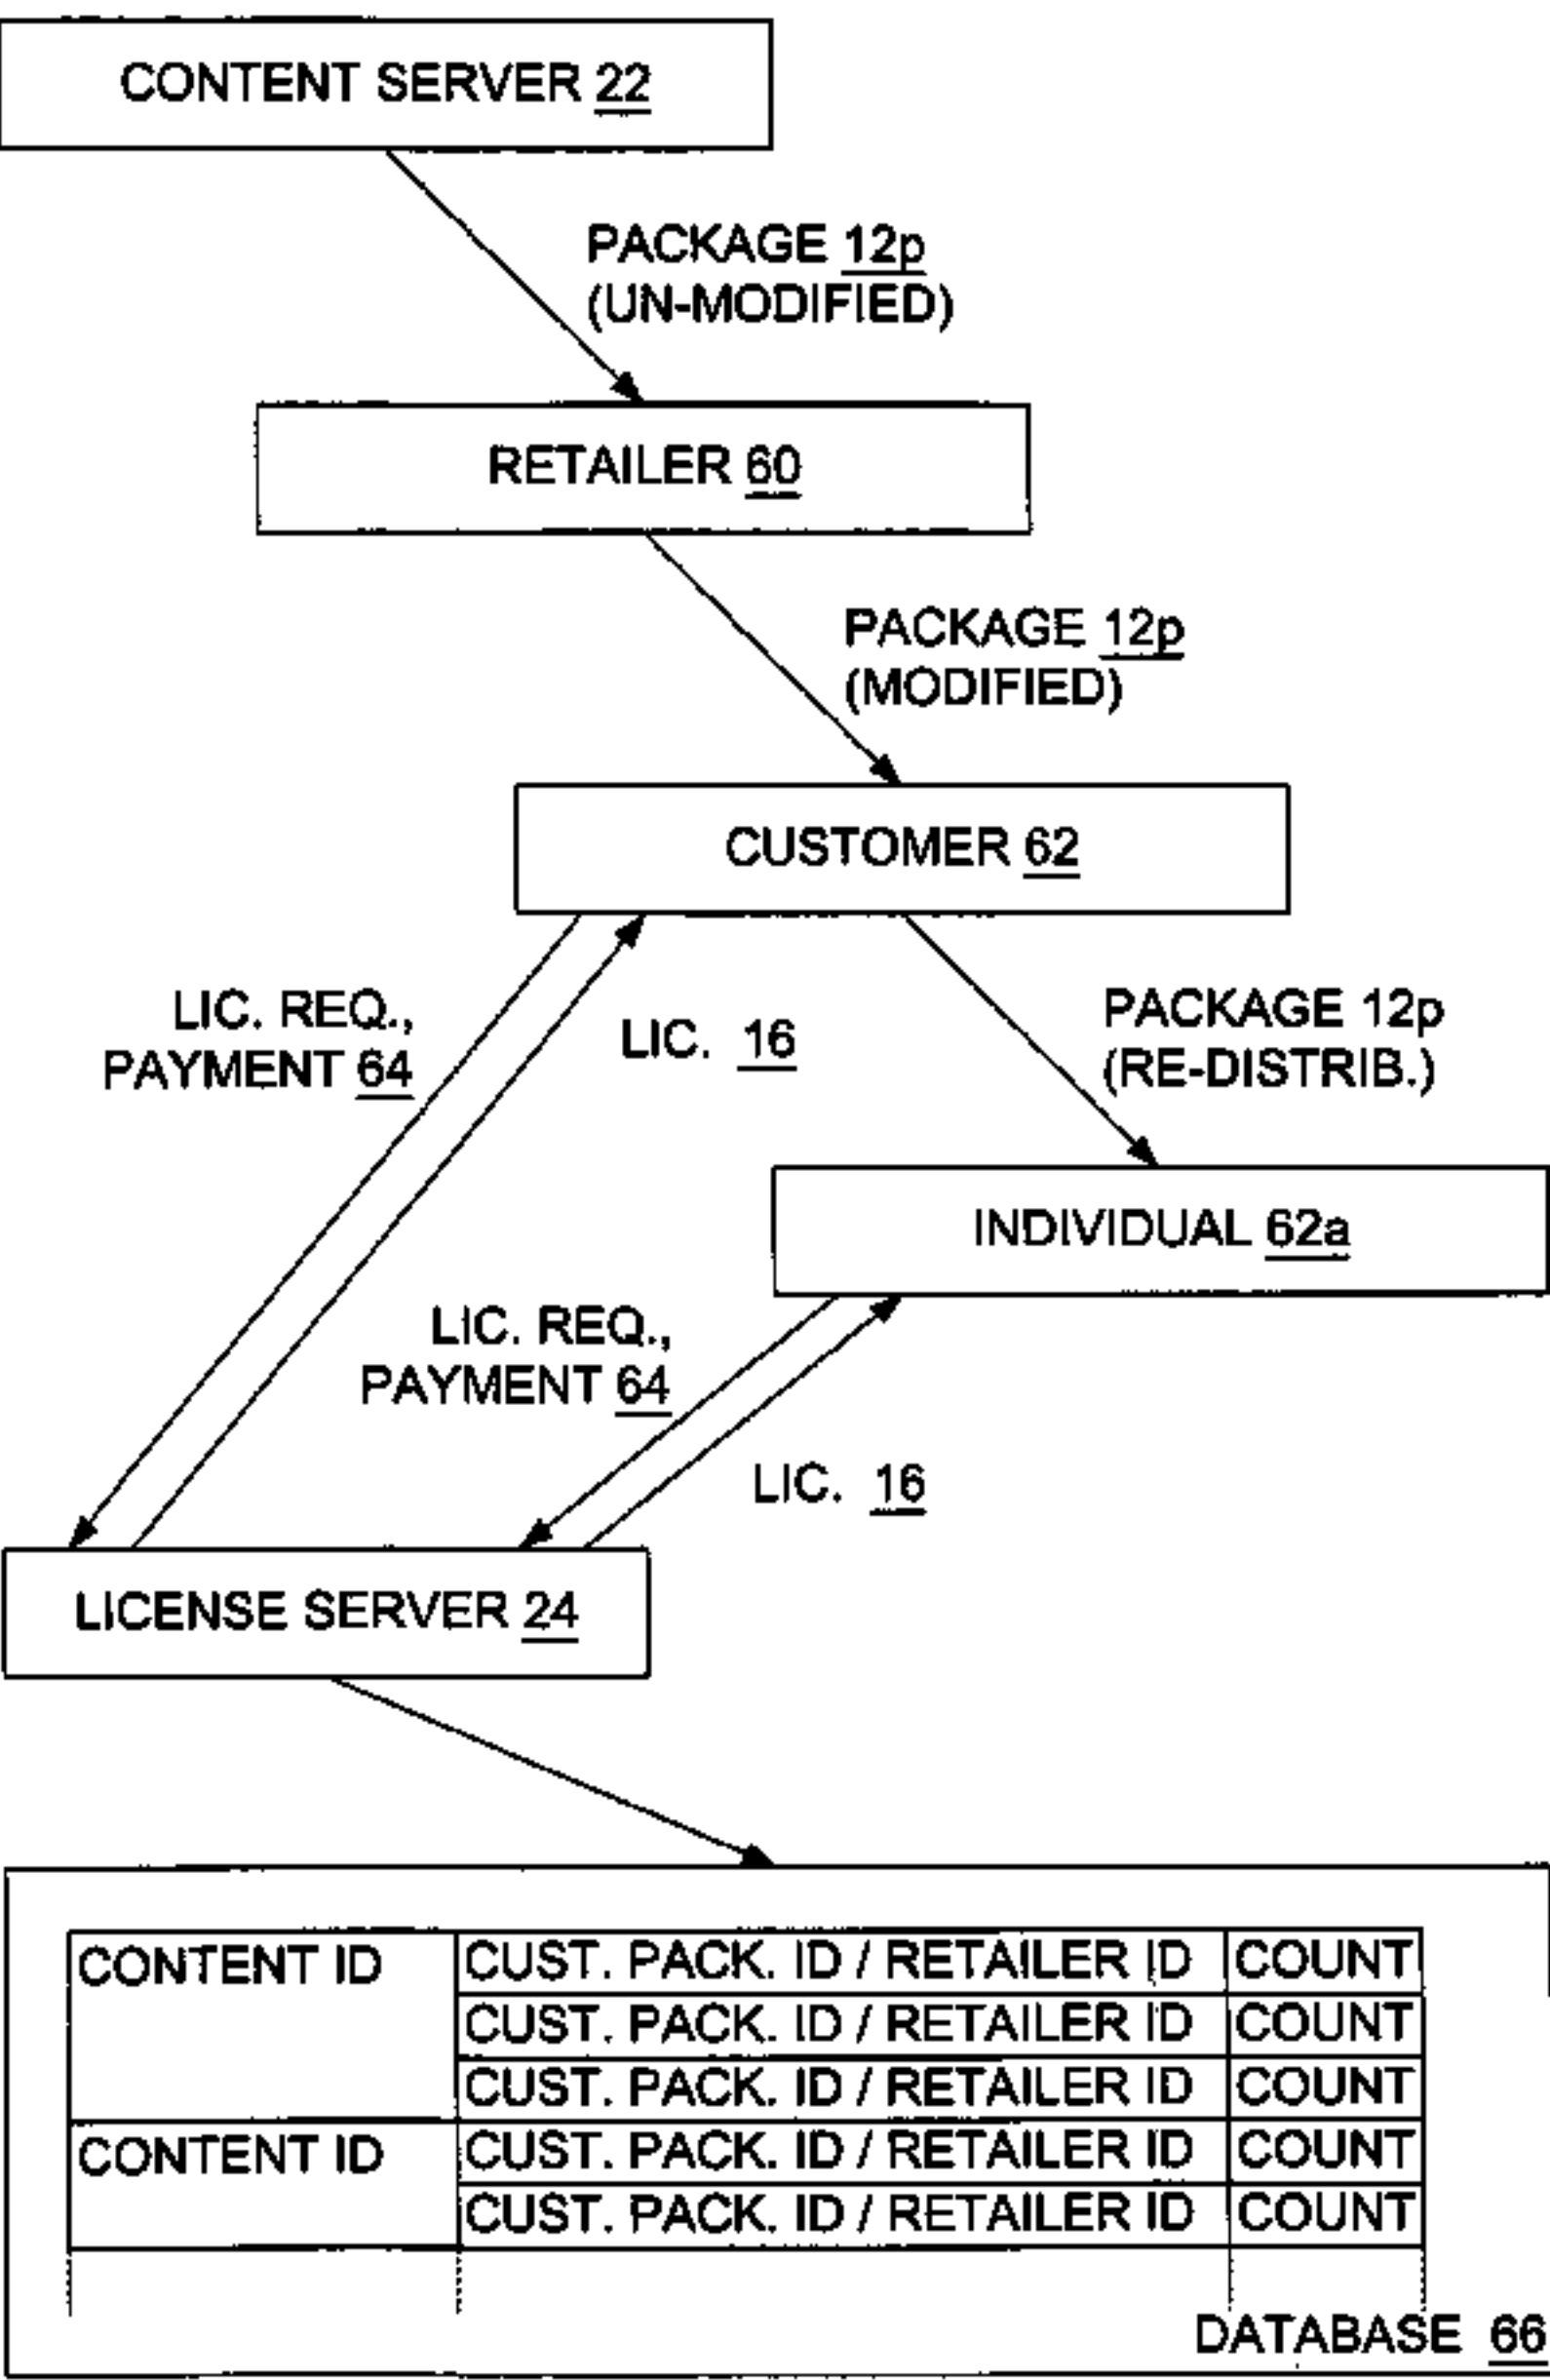 CONTENT SERVER 22
PACKAGE 12p
(UN-MODIFIED)
RETAILER 60
PACKAGE 12p
(MODIFIED)
CUSTOMER 62
LIC. REQ.,
PAYMENT 64
LIC. 16
PACKAGE 12p
(RE-DISTRIB.)
INDIVIDUAL 62a
LIC. REQ.,
PAYMENT 64
LIC. 16
LICENSE SERVER 24
CONTENT ID CUST. PACK. ID / RETAILER ID COUNT
CUST. PACK. ID / RETAILER ID COUNT
CUST. PACK. ID / RETAILER ID COUNT
CONTENT ID CUST. PACK. ID / RETAILER ID COUNT
CUST. PACK. ID / RETAILER ID COUNT
DATABASE 66